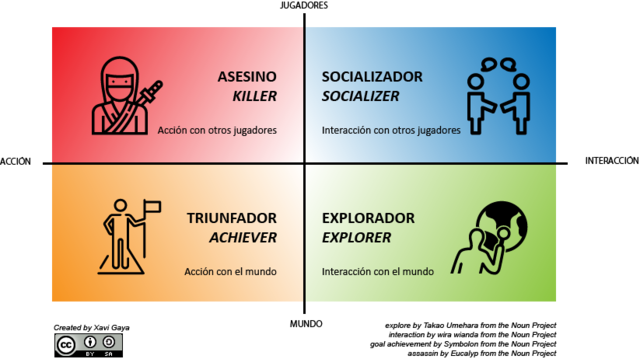 JUGADORES
ASESINO
KILLER
Acción con otros jugadores
SOCIALIZADOR
SOCIALIZER
Interacción con otros jugadores
ACCIÓN
INTERACCIÓN
TRIUNFADOR
ACHIEVER
Acción con el mundo
EXPLORADOR
EXPLORER
Interacción con el mundo
MUNDO
Created by Xavi Gaya
cc
BY SA
explore by Takao Umehara from the Noun Project
interaction by wira wianda from the Noun Project
goal achievement by Symbolon from the Noun Project
assassin by Eucalyp from the Noun Project